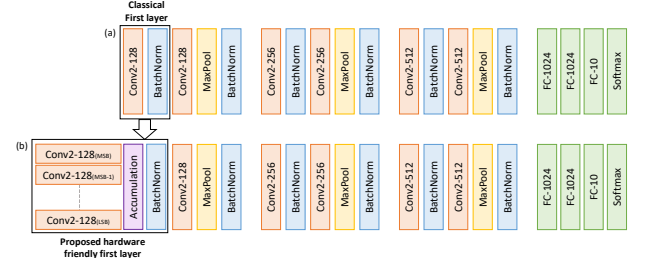 Classical
First layer
(a)
Conv2-128
BatchNorm
Conv2-128
MaxPool
BatchNorm
Conv2-256
BatchNorm
Conv2-256
MaxPool
BatchNorm
Conv2-512
BatchNorm
Conv2-512
MaxPool
BatchNorm
FC-1024
FC-1024
FC-10
Softmax
(b)
Conv2-128(MSB)
Conv2-128(MSB-1)
Conv2-128(LSB)
Accumulation
BatchNorm
Conv2-128
MaxPool
BatchNorm
Conv2-256
BatchNorm
Conv2-256
MaxPool
BatchNorm
Conv2-512
BatchNorm
Conv2-512
MaxPool
BatchNorm
FC-1024
FC-1024
FC-10
Softmax
Proposed hardware
friendly first layer